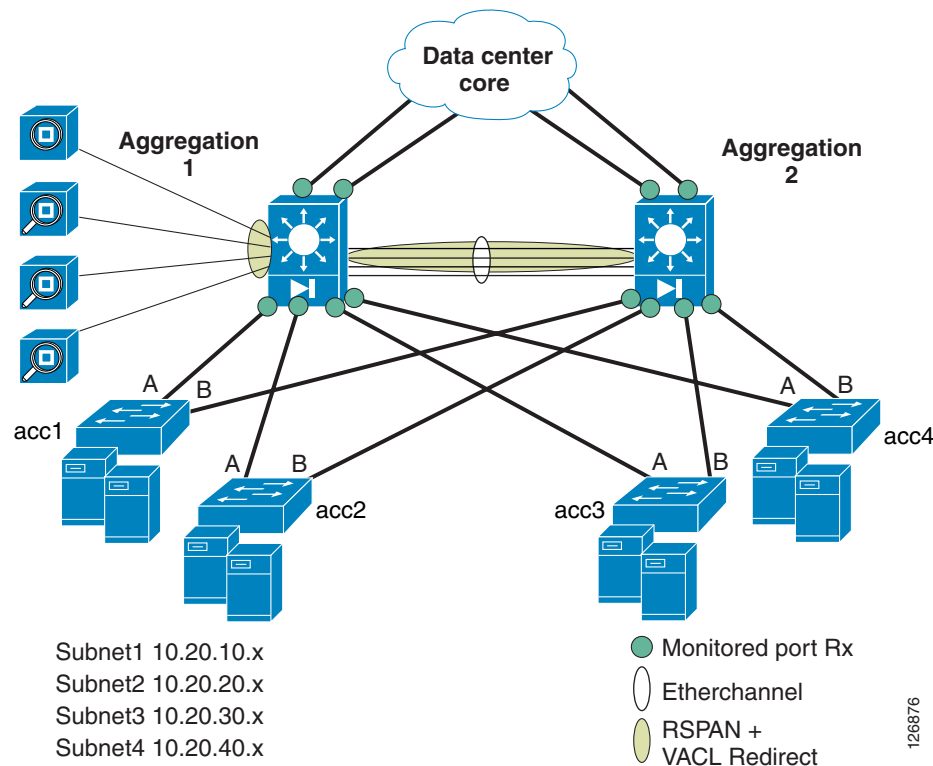 Data center
core
Aggregation
1
Aggregation
2
A
B
acc1
A
B
acc2
A
B
acc3
A
B
acc4
Subnet1 10.20.10.x
Subnet2 10.20.20.x
Subnet3 10.20.30.x
Subnet4 10.20.40.x
Monitored port Rx
Etherchannel
RSPAN +
VACL Redirect
126876